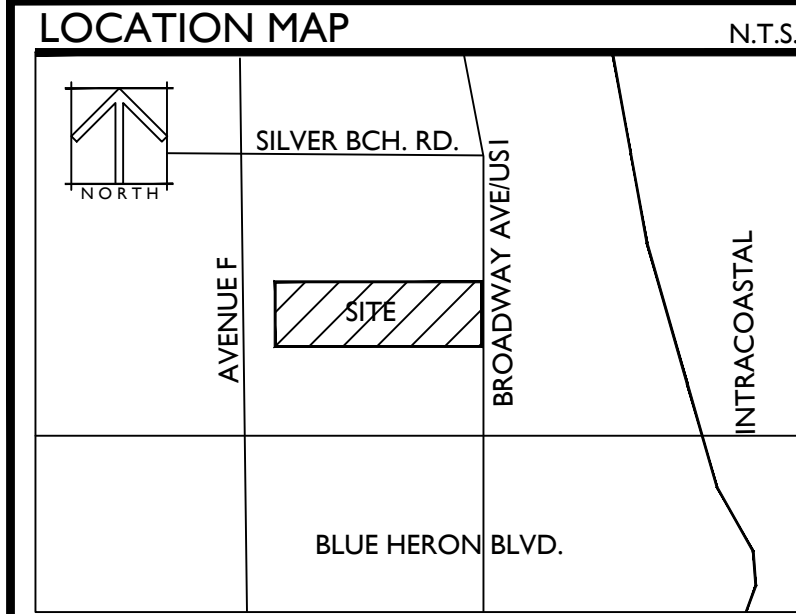 LOCATION MAP
N.T.S.
NORTH
SILVER BCH. RD.
AVENUE F
SITE
BROADWAY AVE/US1
INTRACOASTAL
BLUE HERON BLVD.